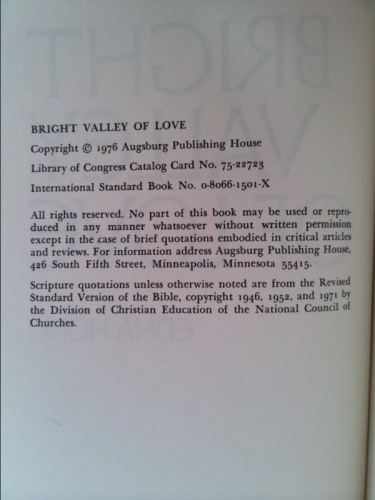 BRIGHT VALLEY OF LOVE
Copyright © 1976 Augsburg Publishing House
Library of Congress Catalog Card No. 75-22723
International Standard Book No. 0-8066-1501-X
All rights reserved. No part of this book may be used or repro-
duced in any manner whatsoever without written permission
except in the case of brief quotations embodied in critical articles
and reviews. For information address Augsburg Publishing House,
426 South Fifth Street, Minneapolis, Minnesota 55415.
Scripture quotations unless otherwise noted are from the Revised
Standard Version of the Bible, copyright 1946, 1952, and 1971 by
the Division of Christian Education of the National Council of
Churches.